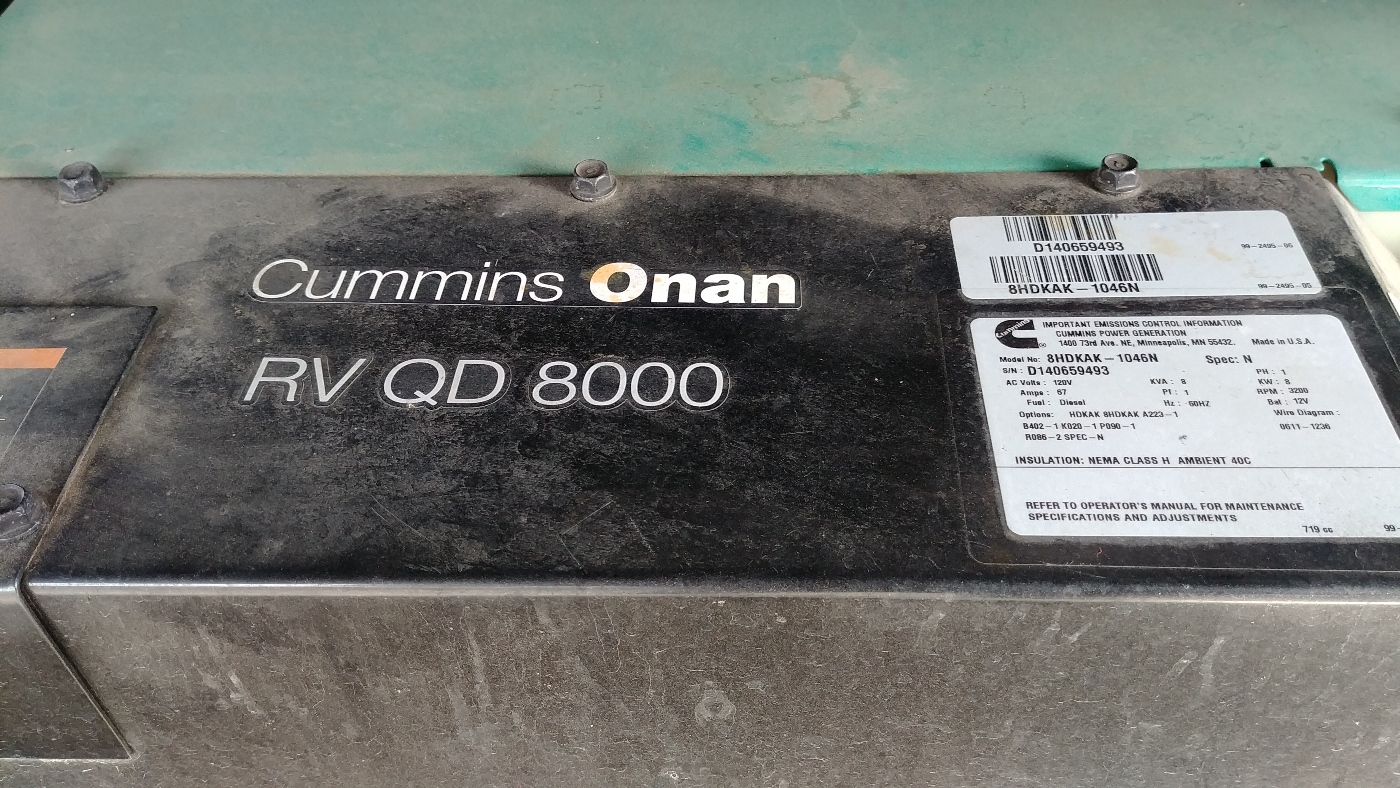 Cummins Onan
RV QD 8000
D140659493
99-2495-05
8HDKAK-1046N
99-2495-05
Cummins
IMPORTANT EMISSIONS CONTROL INFORMATION
CUMMINS POWER GENERATION
1400 73rd Ave. NE, Minneapolis, MN 55432. Made in U.S.A.
Model No: 8HDKAK-1046N Spec: N
S/N : D140659493 PH : 1
AC Volts : 120V KVA : 8 KW : 8
Amps : 67 Pf : 1 RPM : 3200
Fuel : Diesel Hz : 60HZ Bat : 12V
Options: HDKAK 8HDKAK A223-1 Wire Diagram :
B402-1 K020-1 P090-1 0611-1236
R086-2 SPEC-N
INSULATION: NEMA CLASS H AMBIENT 40C
REFER TO OPERATOR'S MANUAL FOR MAINTENANCE
SPECIFICATIONS AND ADJUSTMENTS
719 cc 99-